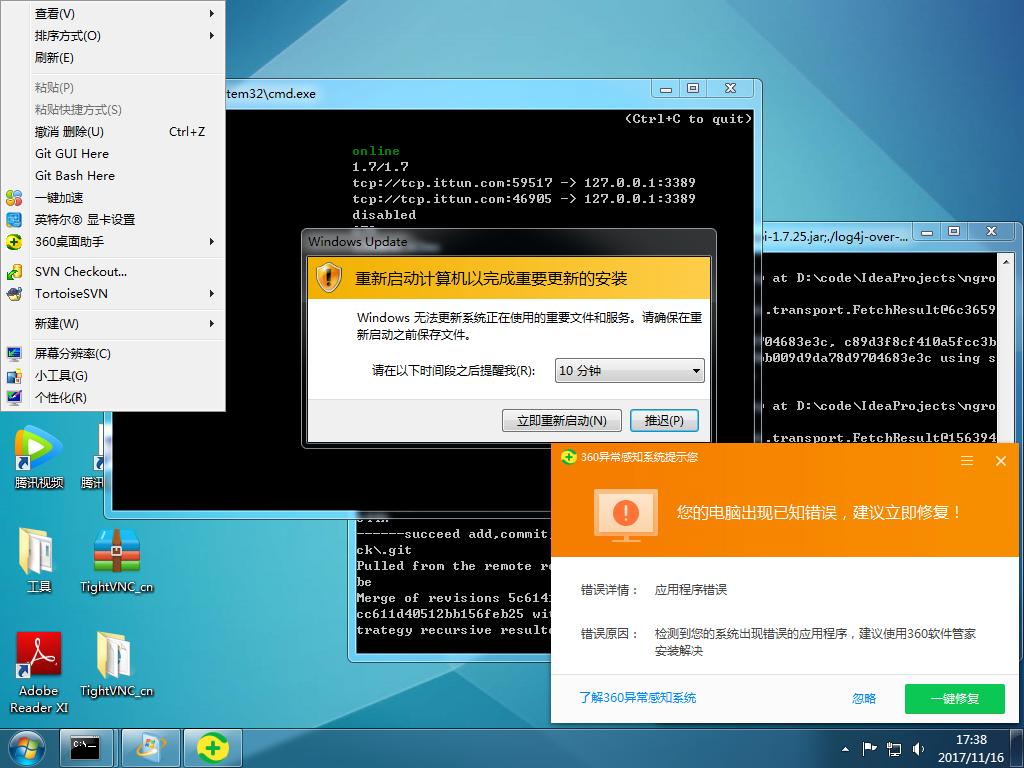 查看(V)
排序方式(O)
刷新(E)
粘贴(P)
粘贴快捷方式(S)
撤消 删除(U) Ctrl+Z
Git GUI Here
Git Bash Here
一键加速
英特尔® 显卡设置
360桌面助手
SVN Checkout...
TortoiseSVN
新建(W)
屏幕分辨率(C)
小工具(G)
个性化(R)
tem32\cmd.exe
(Ctrl+C to quit)
online
1.7/1.7
tcp://tcp.ittun.com:59517 -> 127.0.0.1:3389
tcp://tcp.ittun.com:46905 -> 127.0.0.1:3389
disabled
Windows Update
重新启动计算机以完成重要更新的安装
Windows 无法更新系统正在使用的重要文件和服务。请确保在重
新启动之前保存文件。
请在以下时间段之后提醒我(R): 10 分钟
立即重新启动(N) 推迟(P)
i-1.7.25.jar;./log4j-over-...
at D:\code\IdeaProjects\ngro
.transport.FetchResult@6c3659
04683e3c, c89d3f8cf410a5fcc3b
b009d9da78d9704683e3c using s
at D:\code\IdeaProjects\ngro
.transport.FetchResult@156394
------succeed add,commit,
ck\.git
Pulled from the remote re
be
Merge of revisions 5c614
cc611d40512bb156feb25 wit
trategy recursive resulte
360异常感知系统提示您
您的电脑出现已知错误，建议立即修复！
错误详情： 应用程序错误
错误原因： 检测到您的系统出现错误的应用程序，建议使用360软件管家
安装解决
了解360异常感知系统 忽略 一键修复
腾讯视频
腾讯
工具
TightVNC_cn
Adobe
Reader XI
TightVNC_cn
C:\_
17:38
2017/11/16